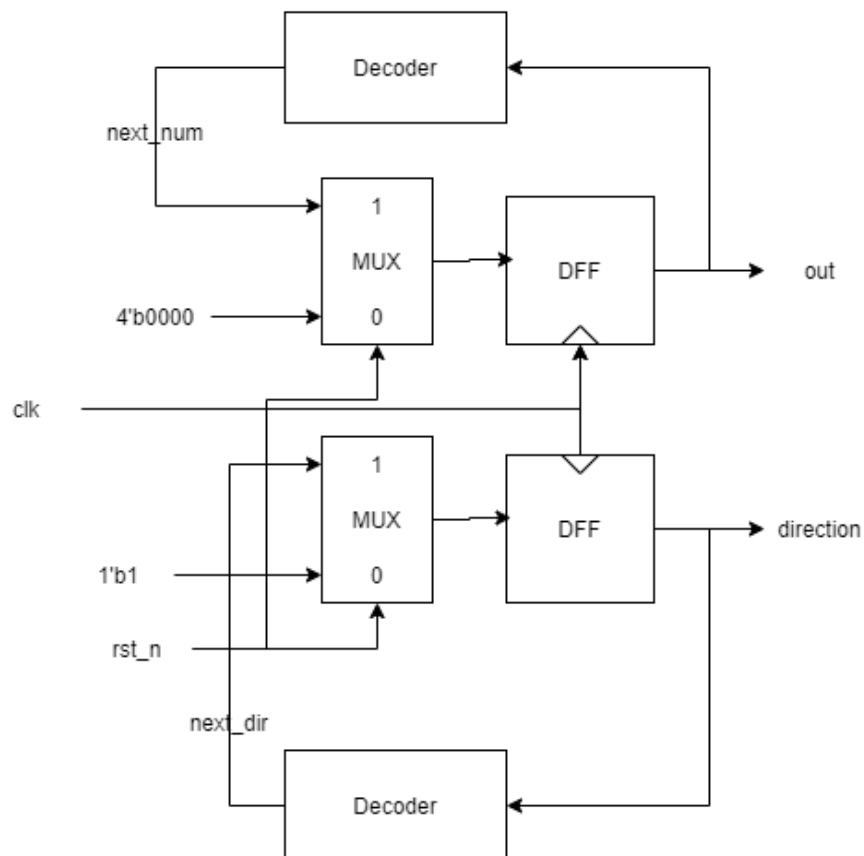 Decoder
next_num
1
MUX
DFF
out
4'b0000
0
clk
1
MUX
DFF
direction
1'b1
0
rst_n
next_dir
Decoder